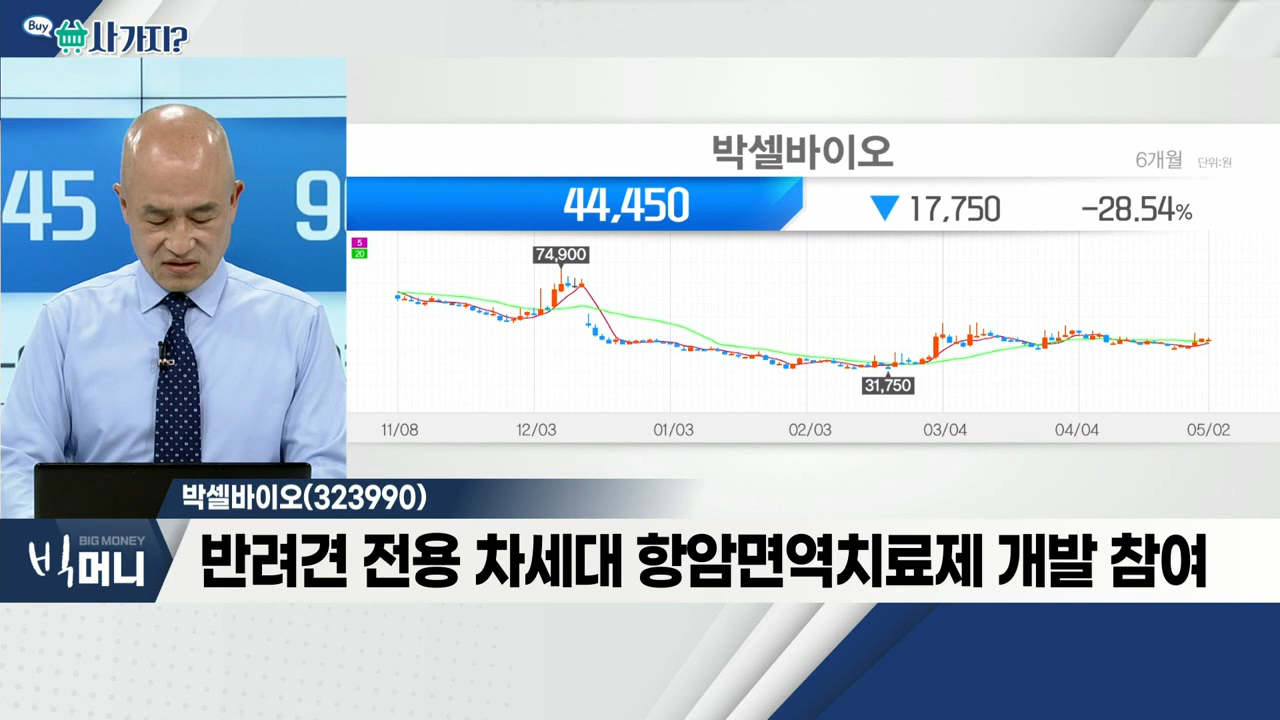 Buy 사가지?
45
9
박셀바이오
6개월 단위:원
44,450 ▼ 17,750 -28.54%
5
20
74,900
31,750
11/08 12/03 01/03 02/03 03/04 04/04 05/02
박셀바이오(323990)
BIG MONEY
빅머니
반려견 전용 차세대 항암면역치료제 개발 참여